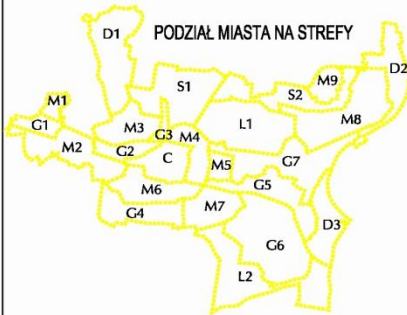 PODZIAŁ MIASTA NA STREFY
D1
D2
S1
M9
S2
M1
G1
M3
G3
M4
L1
M8
M2
G2
C
M5
G7
M6
G5
G4
M7
D3
G6
L2